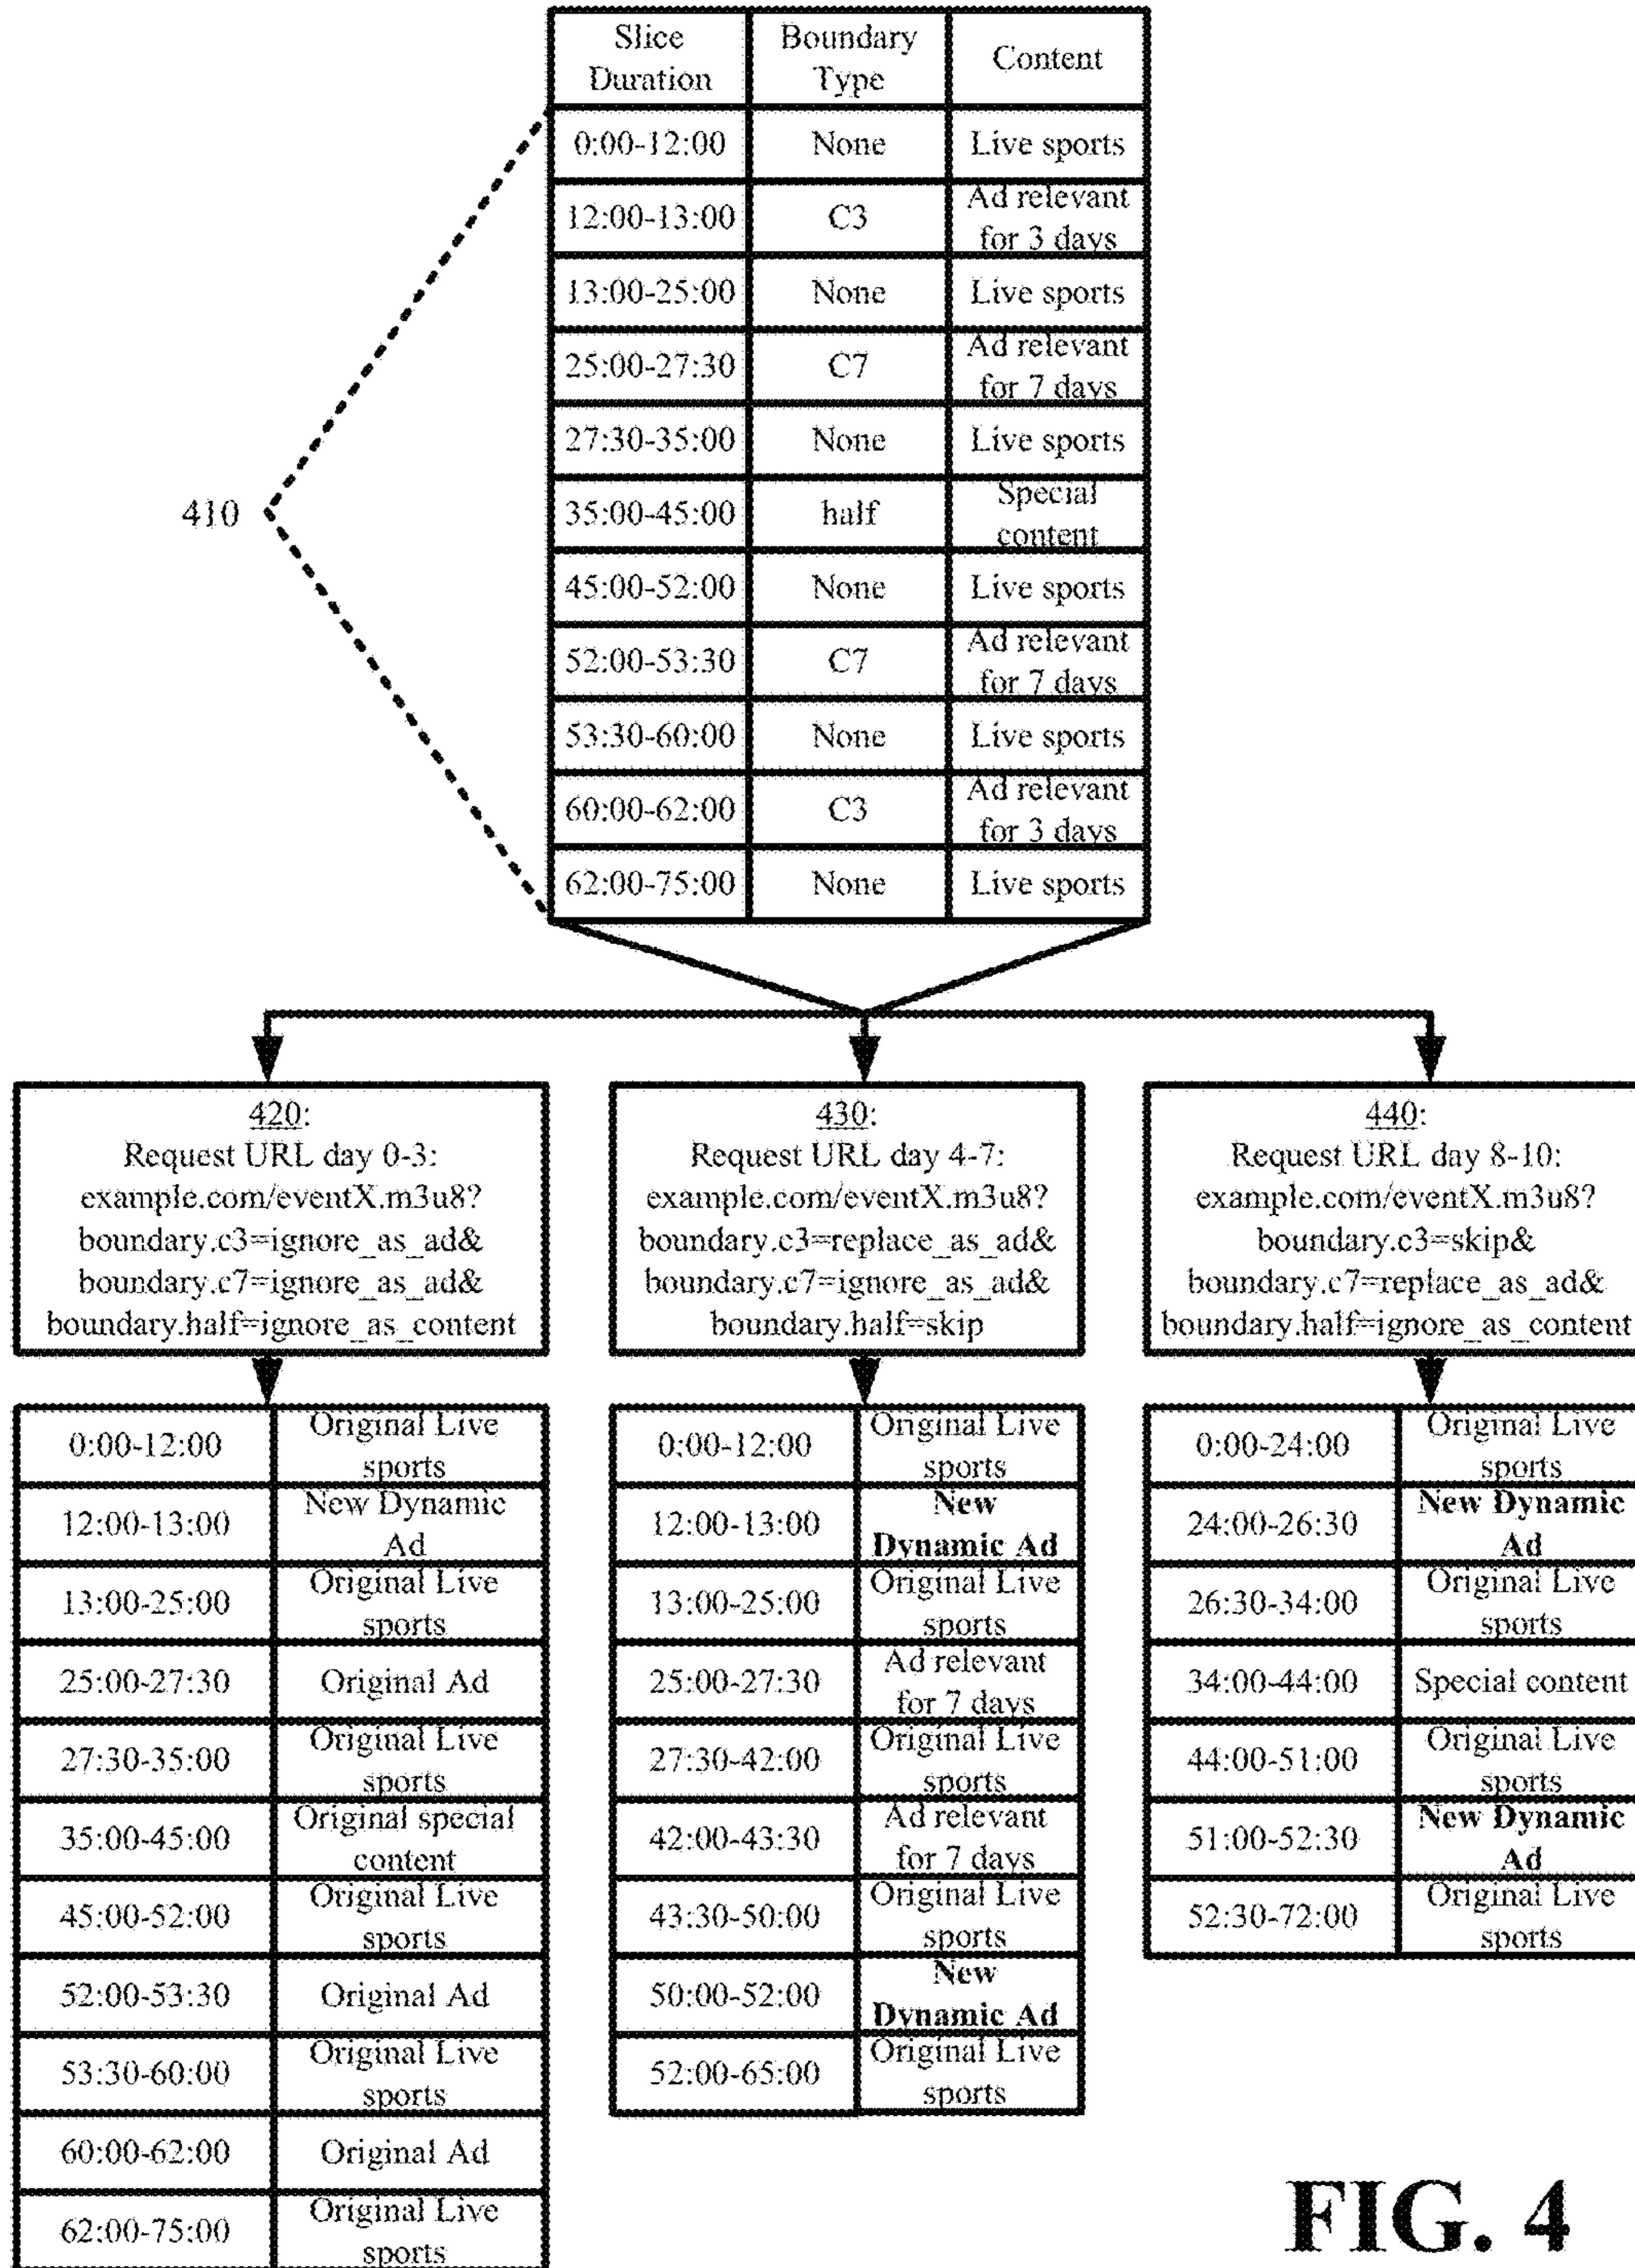 Slice
Duration
Boundary
Type
Content
0:00-12:00
None
Live sports
12:00-13:00
C3
Ad relevant
for 3 days
13:00-25:00
None
Live sports
25:00-27:30
C7
Ad relevant
for 7 days
27:30-35:00
None
Live sports
410
35:00-45:00
half
Special
content
45:00-52:00
None
Live sports
52:00-53:30
C7
Ad relevant
for 7 days
53:30-60:00
None
Live sports
60:00-62:00
C3
Ad relevant
for 3 days
62:00-75:00
None
Live sports
420:
Request URL day 0-3:
example.com/eventX.m3u8?
boundary.c3=ignore_as_ad&
boundary.c7=ignore_as_ad&
boundary.half=ignore_as_content
430:
Request URL day 4-7:
example.com/eventX.m3u8?
boundary.c3=replace_as_ad&
boundary.c7=ignore_as_ad&
boundary.half=skip
440:
Request URL day 8-10:
example.com/eventX.m3u8?
boundary.c3=skip&
boundary.c7=replace_as_ad&
boundary.half=ignore_as_content
0:00-12:00
Original Live
sports
12:00-13:00
New Dynamic
Ad
13:00-25:00
Original Live
sports
25:00-27:30
Original Ad
27:30-35:00
Original Live
sports
35:00-45:00
Original special
content
45:00-52:00
Original Live
sports
52:00-53:30
Original Ad
53:30-60:00
Original Live
sports
60:00-62:00
Original Ad
62:00-75:00
Original Live
sports
0:00-12:00
Original Live
sports
12:00-13:00
New
Dynamic Ad
13:00-25:00
Original Live
sports
25:00-27:30
Ad relevant
for 7 days
27:30-42:00
Original Live
sports
42:00-43:30
Ad relevant
for 7 days
43:30-50:00
Original Live
sports
50:00-52:00
New
Dynamic Ad
52:00-65:00
Original Live
sports
0:00-24:00
Original Live
sports
24:00-26:30
New Dynamic
Ad
26:30-34:00
Original Live
sports
34:00-44:00
Special content
44:00-51:00
Original Live
sports
51:00-52:30
New Dynamic
Ad
52:30-72:00
Original Live
sports
FIG. 4